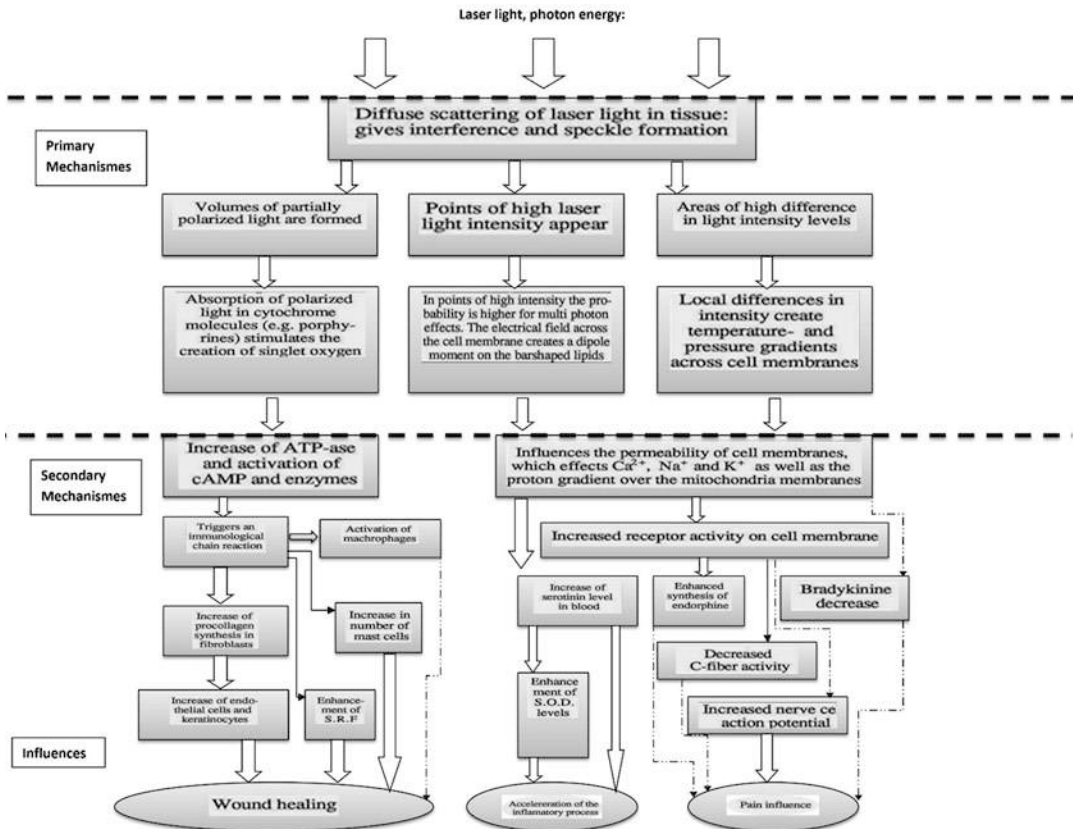 Laser light, photon energy:
Primary
Mechanismes
Diffuse scattering of laser light in tissue:
gives interference and speckle formation
Volumes of partially
polarized light are formed
Points of high laser
light intensity appear
Areas of high difference
in light intensity levels
Absorption of polarized
light in cytochrome
molecules (e.g. porphy-
rines) stimulates the
creation of singlet oxygen
In points of high intensity the pro-
bability is higher for multi photon
effects. The electrical field across
the cell membrane creates a dipole
moment on the barshaped lipids
Local differences in
intensity create
temperature- and
pressure gradients
across cell membranes
Secondary
Mechanismes
Increase of ATP-ase
and activation of
cAMP and enzymes
Influences the permeability of cell membranes,
which effects Ca²⁺, Na⁺ and K⁺ as well as the
proton gradient over the mitochondria membranes
Triggers an
immunological
chain reaction
Activation of
machrophages
Increased receptor activity on cell membrane
Increase of
serotinin level
in blood
Enhanced
synthesis of
endorphine
Bradykinine
decrease
Increase of
procollagen
synthesis in
fibroblasts
Increase in
number of
mast cells
Decreased
C-fiber activity
Enhance
ment of
S.O.D.
levels
Increase of endo-
thelial cells and
keratinocytes
Enhance-
ment of
S.R.F
Increased nerve ce
action potential
Influences
Wound healing
Accelereration of the
inflamatory process
Pain influence